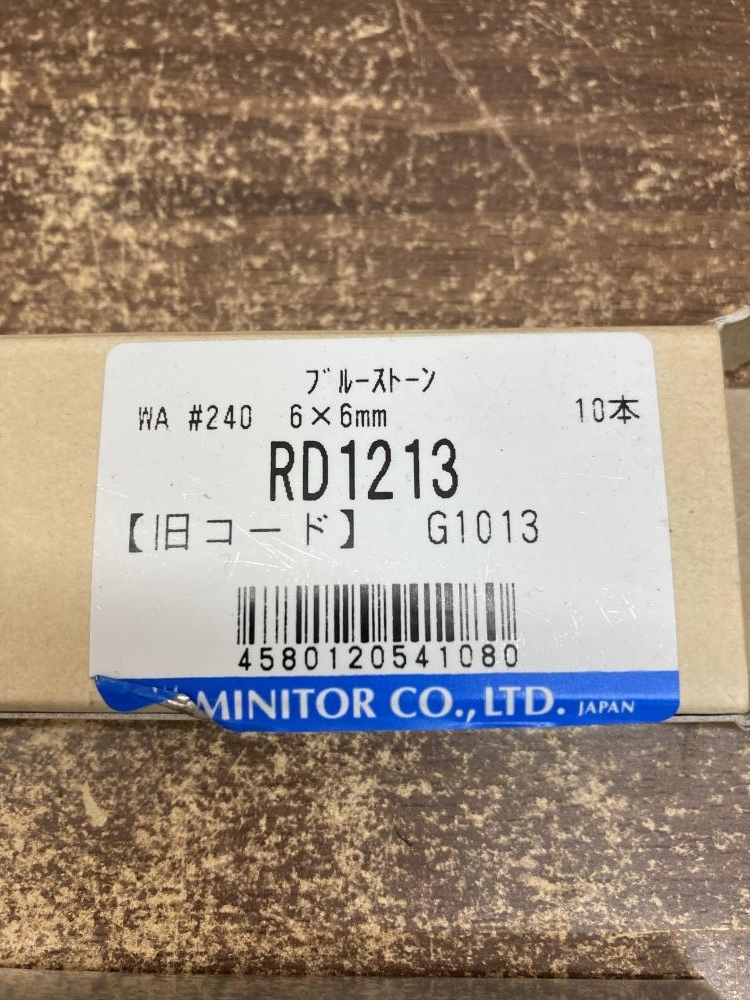 ﾌﾞﾙｰｽﾄｰﾝ
WA #240 6×6mm 10本
RD1213
【旧コード】 G1013
4580120541080
MINITOR CO.,LTD. JAPAN